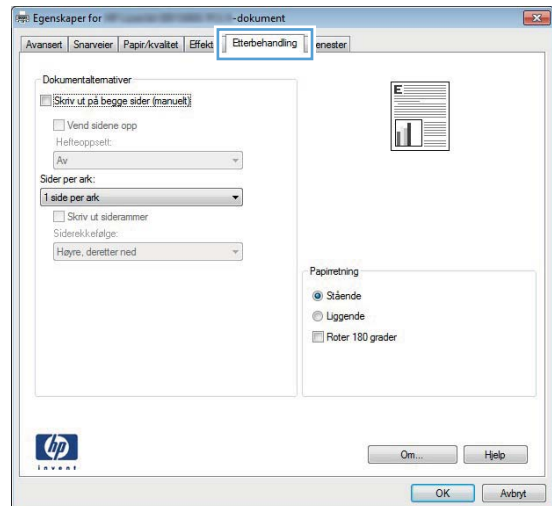 Egenskaper for -dokument
Avansert Snarveier Papir/kvalitet Effekt Etterbehandling enester
Dokumentalternativer
Skriv ut på begge sider (manuelt)
Vend sidene opp
Hefteoppsett:
Av
Sider per ark:
1 side per ark
Skriv ut siderammer
Siderekkefølge:
Høyre, deretter ned
E
Papirretning
Stående
Liggende
Roter 180 grader
hp
invent
Om... Hjelp
OK Avbryt